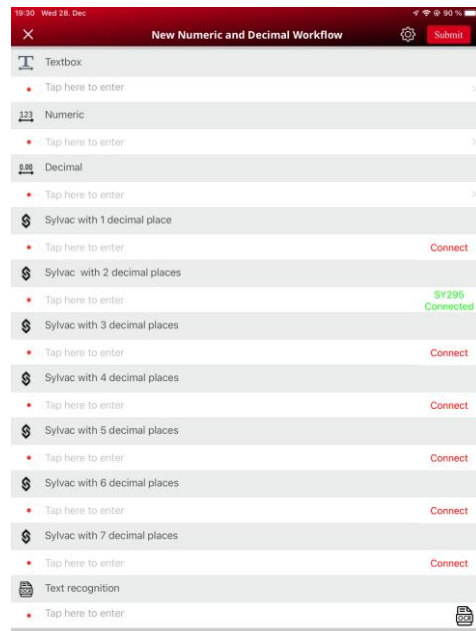 19:30 Wed 28. Dec 90 %
New Numeric and Decimal Workflow Submit
Textbox
Tap here to enter
123 Numeric
Tap here to enter
0.00 Decimal
Tap here to enter
Sylvac with 1 decimal place
Tap here to enter Connect
Sylvac with 2 decimal places
Tap here to enter SY295 Connected
Sylvac with 3 decimal places
Tap here to enter Connect
Sylvac with 4 decimal places
Tap here to enter Connect
Sylvac with 5 decimal places
Tap here to enter Connect
Sylvac with 6 decimal places
Tap here to enter Connect
Sylvac with 7 decimal places
Tap here to enter Connect
OCR Text recognition
Tap here to enter OCR